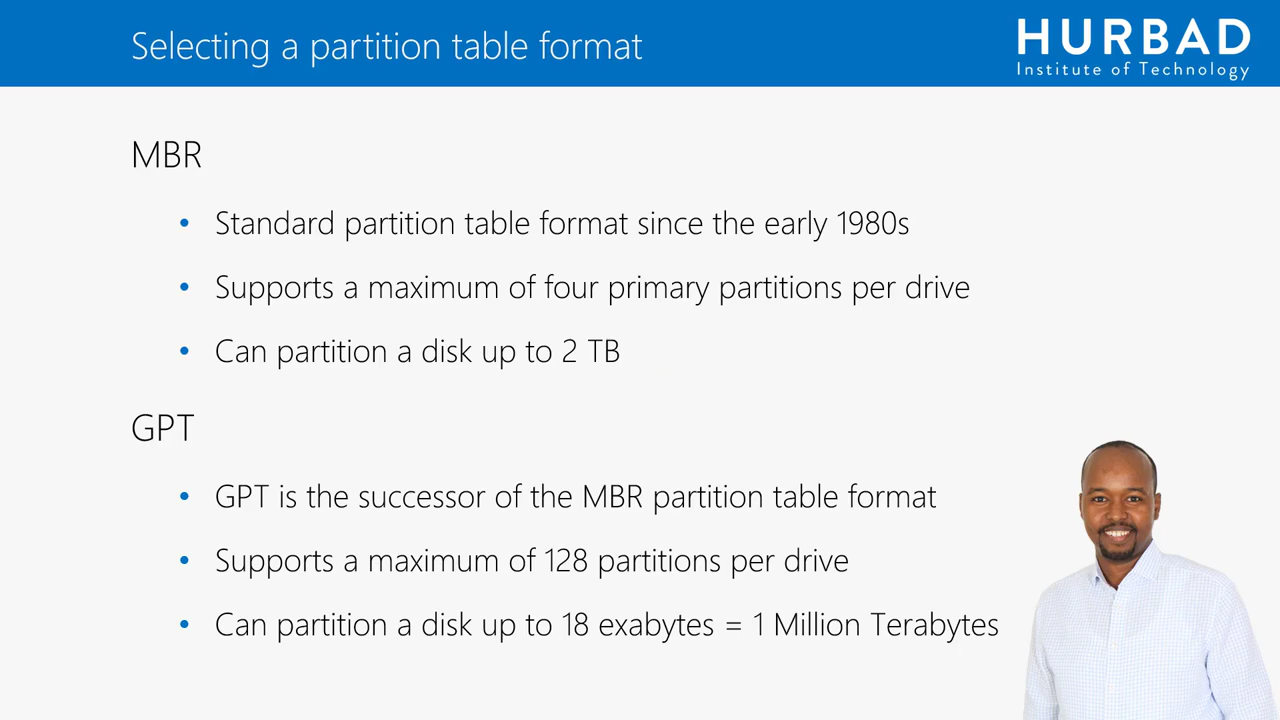 Selecting a partition table format
HURBAD
Institute of Technology
MBR
• Standard partition table format since the early 1980s
• Supports a maximum of four primary partitions per drive
• Can partition a disk up to 2 TB
GPT
• GPT is the successor of the MBR partition table format
• Supports a maximum of 128 partitions per drive
• Can partition a disk up to 18 exabytes = 1 Million Terabytes